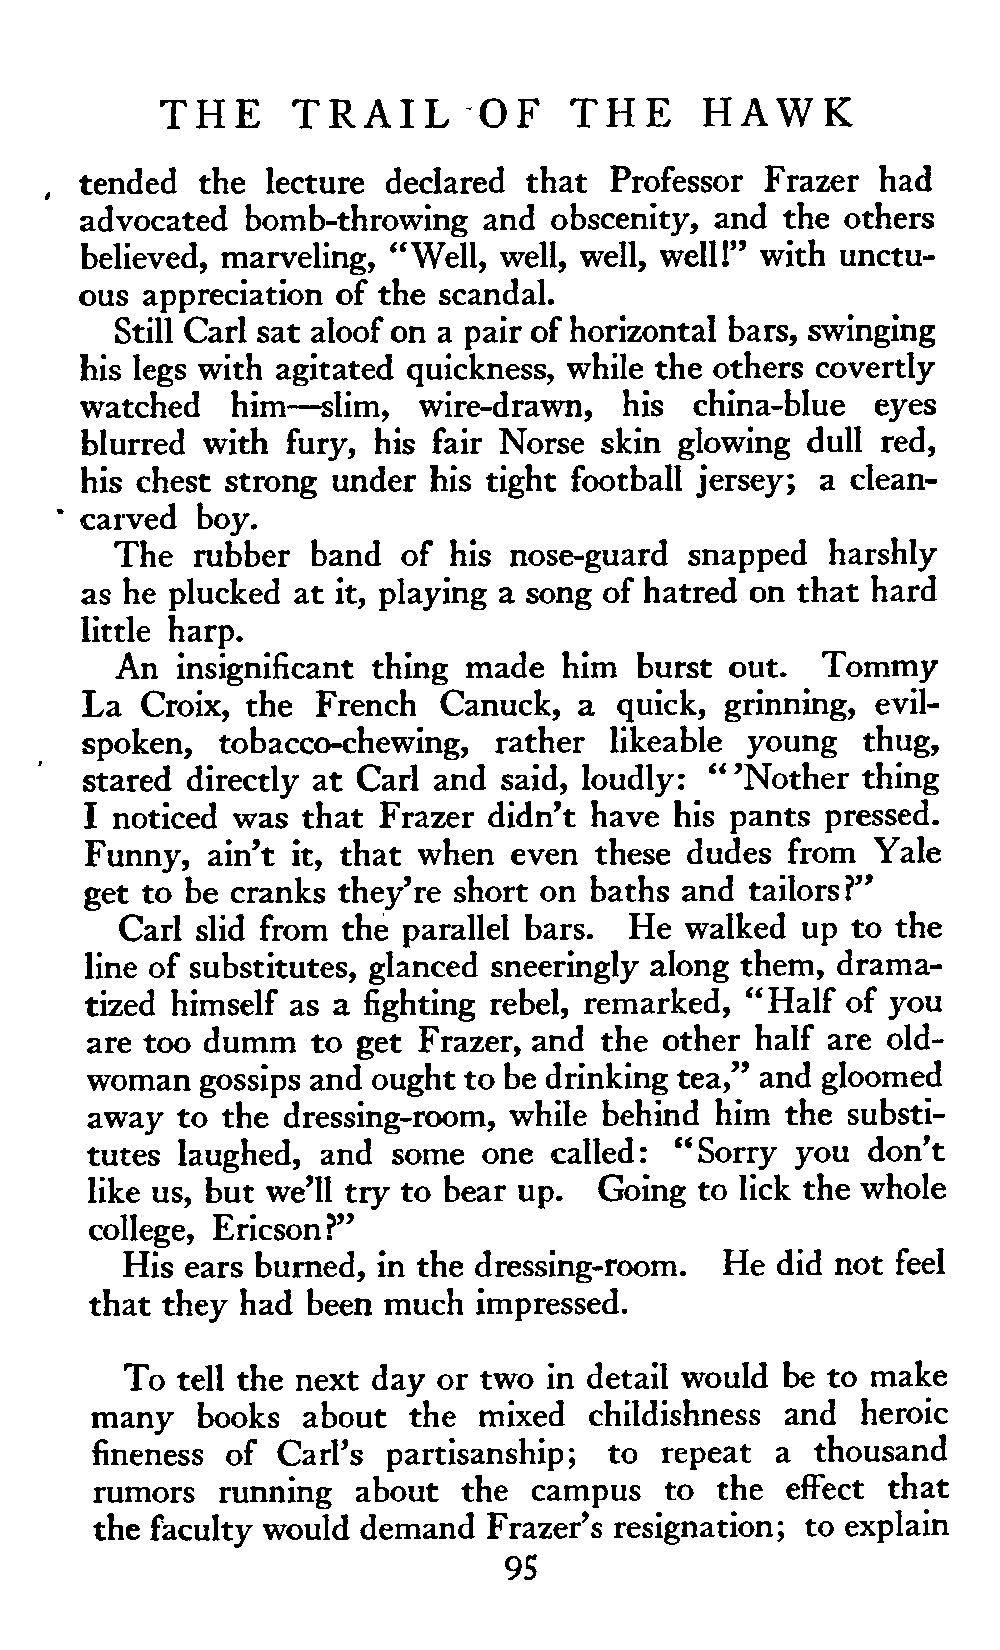 THE TRAIL OF THE HAWK
tended the lecture declared that Professor Frazer had
advocated bomb-throwing and obscenity, and the others
believed, marveling, “Well, well, well, well!” with unctu-
ous appreciation of the scandal.
Still Carl sat aloof on a pair of horizontal bars, swinging
his legs with agitated quickness, while the others covertly
watched him—slim, wire-drawn, his china-blue eyes
blurred with fury, his fair Norse skin glowing dull red,
his chest strong under his tight football jersey; a clean-
carved boy.
The rubber band of his nose-guard snapped harshly
as he plucked at it, playing a song of hatred on that hard
little harp.
An insignificant thing made him burst out. Tommy
La Croix, the French Canuck, a quick, grinning, evil-
spoken, tobacco-chewing, rather likeable young thug,
stared directly at Carl and said, loudly: “’Nother thing
I noticed was that Frazer didn’t have his pants pressed.
Funny, ain’t it, that when even these dudes from Yale
get to be cranks they’re short on baths and tailors?”
Carl slid from the parallel bars. He walked up to the
line of substitutes, glanced sneeringly along them, drama-
tized himself as a fighting rebel, remarked, “Half of you
are too dumm to get Frazer, and the other half are old-
woman gossips and ought to be drinking tea,” and gloomed
away to the dressing-room, while behind him the substi-
tutes laughed, and some one called: “Sorry you don’t
like us, but we’ll try to bear up. Going to lick the whole
college, Ericson?”
His ears burned, in the dressing-room. He did not feel
that they had been much impressed.
To tell the next day or two in detail would be to make
many books about the mixed childishness and heroic
fineness of Carl’s partisanship; to repeat a thousand
rumors running about the campus to the effect that
the faculty would demand Frazer’s resignation; to explain
95